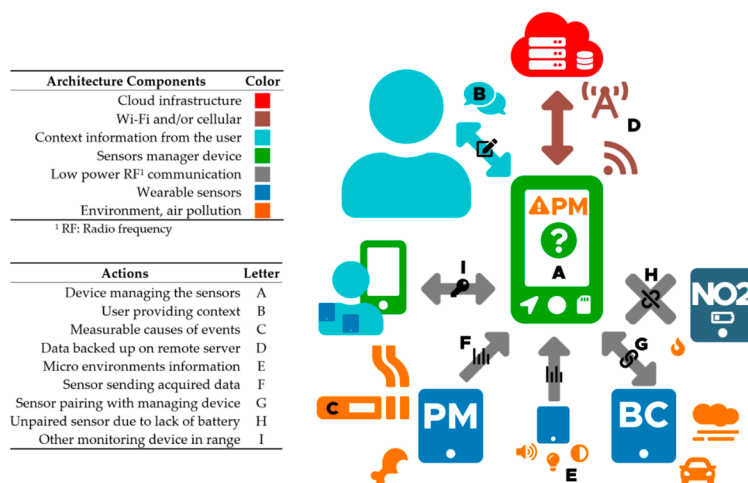 Architecture Components Color
Cloud infrastructure
Wi-Fi and/or cellular
Context information from the user
Sensors manager device
Low power RF¹ communication
Wearable sensors
Environment, air pollution
¹ RF: Radio frequency
Actions Letter
Device managing the sensors A
User providing context B
Measurable causes of events C
Data backed up on remote server D
Micro environments information E
Sensor sending acquired data F
Sensor pairing with managing device G
Unpaired sensor due to lack of battery H
Other monitoring device in range I
B
D
PM
?
A
I
H
NO2
F
G
C
PM
BC
E